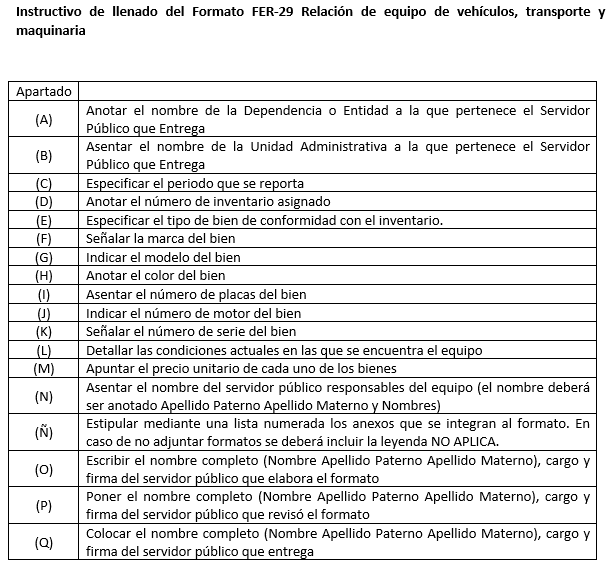 Instructivo de llenado del Formato FER-29 Relación de equipo de vehículos, transporte y
maquinaria
Apartado
(A) Anotar el nombre de la Dependencia o Entidad a la que pertenece el Servidor
Público que Entrega
(B) Asentar el nombre de la Unidad Administrativa a la que pertenece el Servidor
Público que Entrega
(C) Especificar el periodo que se reporta
(D) Anotar el número de inventario asignado
(E) Especificar el tipo de bien de conformidad con el inventario.
(F) Señalar la marca del bien
(G) Indicar el modelo del bien
(H) Anotar el color del bien
(I) Asentar el número de placas del bien
(J) Indicar el número de motor del bien
(K) Señalar el número de serie del bien
(L) Detallar las condiciones actuales en las que se encuentra el equipo
(M) Apuntar el precio unitario de cada uno de los bienes
(N) Asentar el nombre del servidor público responsables del equipo (el nombre deberá
ser anotado Apellido Paterno Apellido Materno y Nombres)
(Ñ) Estipular mediante una lista numerada los anexos que se integran al formato. En
caso de no adjuntar formatos se deberá incluir la leyenda NO APLICA.
(O) Escribir el nombre completo (Nombre Apellido Paterno Apellido Materno), cargo y
firma del servidor público que elabora el formato
(P) Poner el nombre completo (Nombre Apellido Paterno Apellido Materno), cargo y
firma del servidor público que revisó el formato
(Q) Colocar el nombre completo (Nombre Apellido Paterno Apellido Materno), cargo y
firma del servidor público que entrega